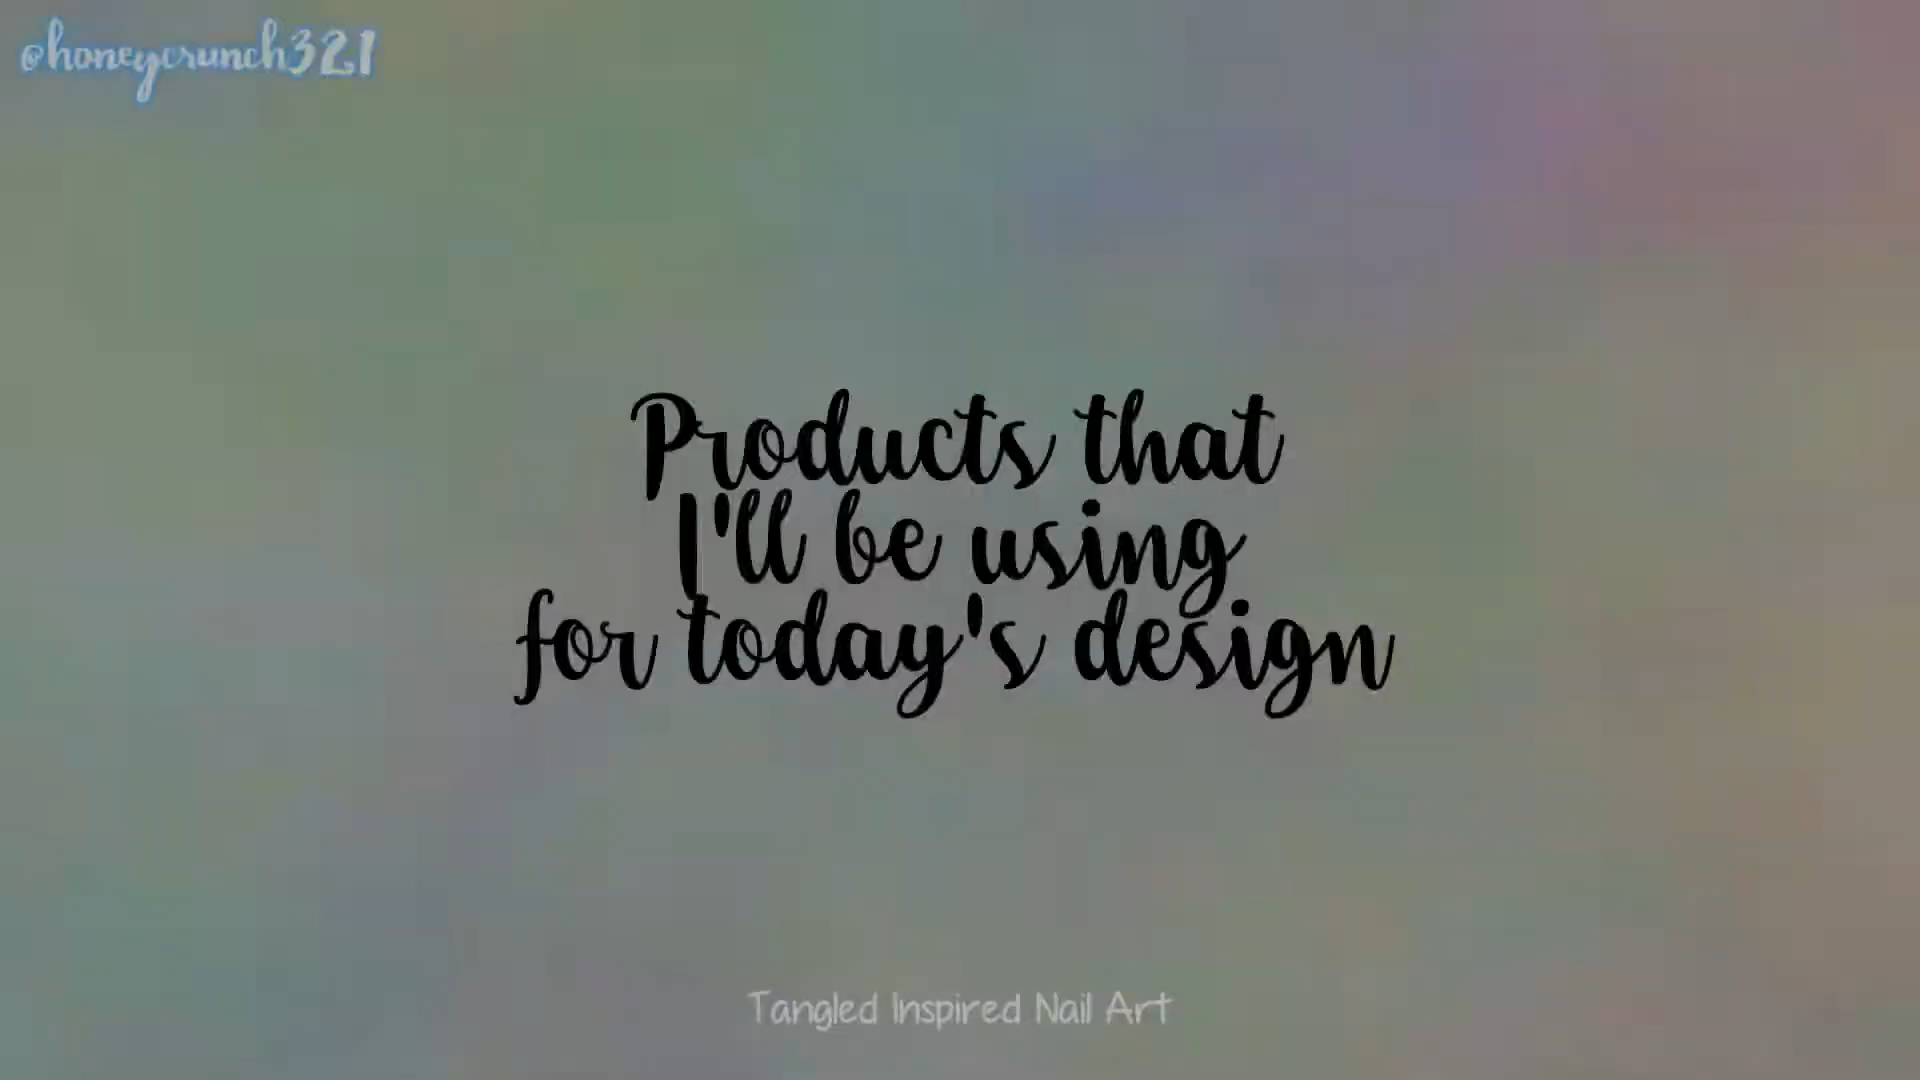 @honeycrunch321
Products that
I'll be using
for today's design
Tangled Inspired Nail Art